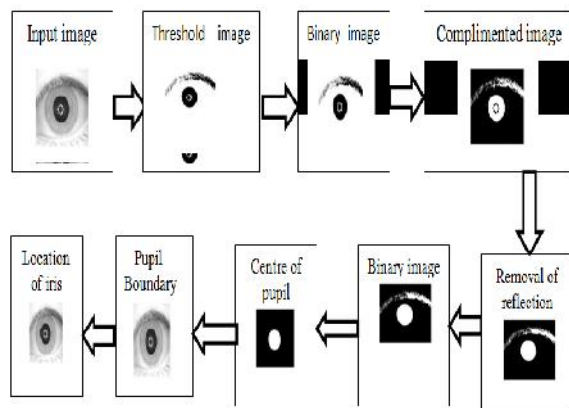 Input image
Threshold image
Binary image
Complimented image
Removal of
reflection
Binary image
Centre of
pupil
Pupil
Boundary
Location
of iris